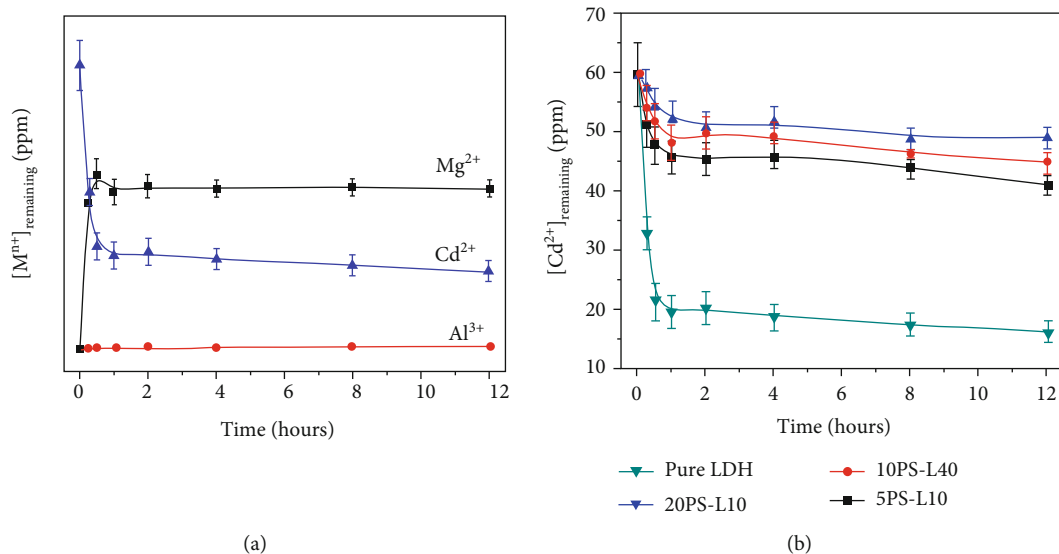 (a)
[Mⁿ⁺]remaining (ppm)
Mg²⁺
Cd²⁺
Al³⁺
0 2 4 6 8 10 12
Time (hours)
(b)
[Cd²⁺]remaining (ppm)
70
60
50
40
30
20
10
0 2 4 6 8 10 12
Time (hours)
Pure LDH
10PS-L40
20PS-L10
5PS-L10
(a)
(b)